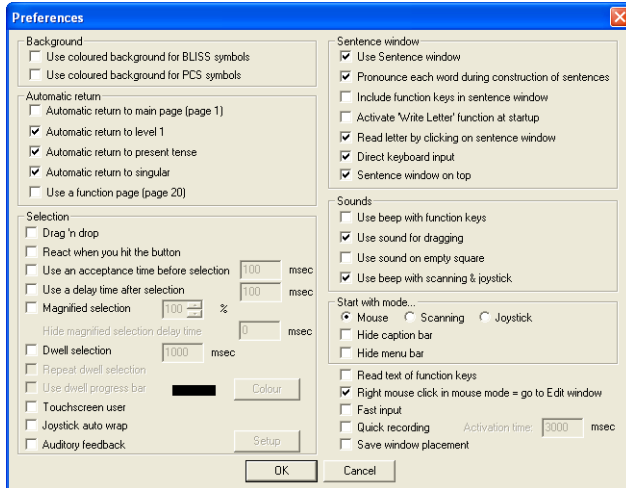 Preferences
Background
Use coloured background for BLISS symbols
Use coloured background for PCS symbols
Automatic return
Automatic return to main page (page 1)
Automatic return to level 1
Automatic return to present tense
Automatic return to singular
Use a function page (page 20)
Selection
Drag 'n drop
React when you hit the button
Use an acceptance time before selection 100 msec
Use a delay time after selection 100 msec
Magnified selection 100 %
Hide magnified selection delay time 0 msec
Dwell selection 1000 msec
Repeat dwell selection
Use dwell progress bar Colour
Touchscreen user
Joystick auto wrap
Auditory feedback Setup
Sentence window
Use Sentence window
Pronounce each word during construction of sentences
Include function keys in sentence window
Activate 'Write Letter' function at startup
Read letter by clicking on sentence window
Direct keyboard input
Sentence window on top
Sounds
Use beep with function keys
Use sound for dragging
Use sound on empty square
Use beep with scanning & joystick
Start with mode...
Mouse Scanning Joystick
Hide caption bar
Hide menu bar
Read text of function keys
Right mouse click in mouse mode = go to Edit window
Fast input
Quick recording Activation time: 3000 msec
Save window placement
OK Cancel